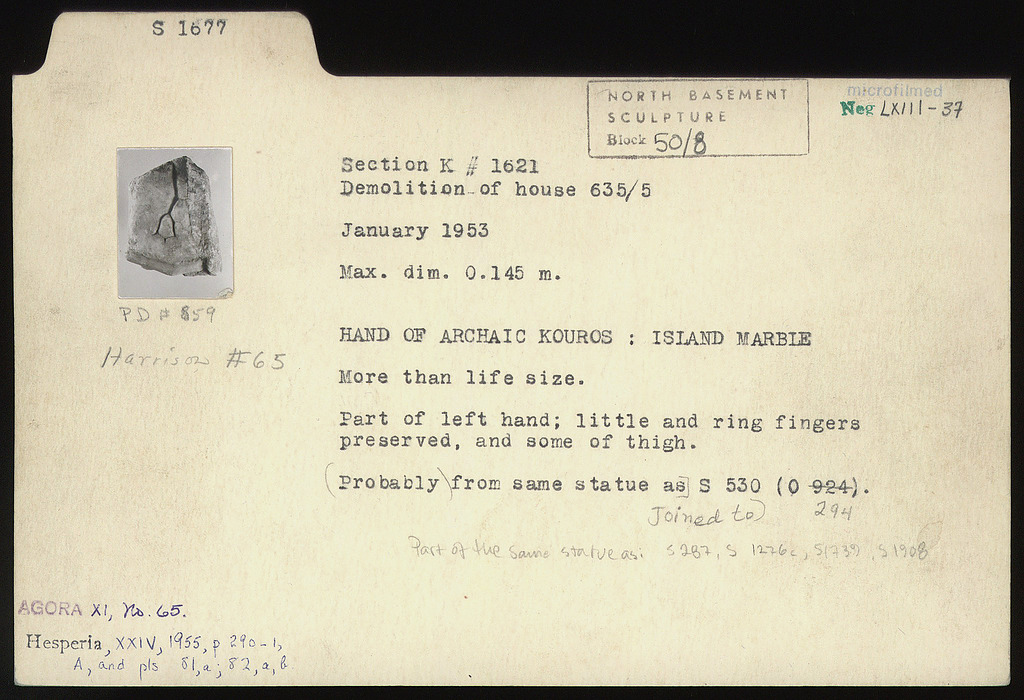 S 1677
NORTH BASEMENT
SCULPTURE
Block 50/8
microfilmed
Neg LXIII-37
Section K # 1621
Demolition of house 635/5
January 1953
Max. dim. 0.145 m.
PD # 859
Harrison #65
HAND OF ARCHAIC KOUROS : ISLAND MARBLE
More than life size.
Part of left hand; little and ring fingers
preserved, and some of thigh.
(Probably) from same statue as] S 530 (O 924).
Joined to) 294
Part of the same statue as: S 287, S 1276c, S1739, S 1908
AGORA XI, No. 65.
Hesperia, XXIV, 1955, p 290-1,
A, and pls 81,a; 82,a,b